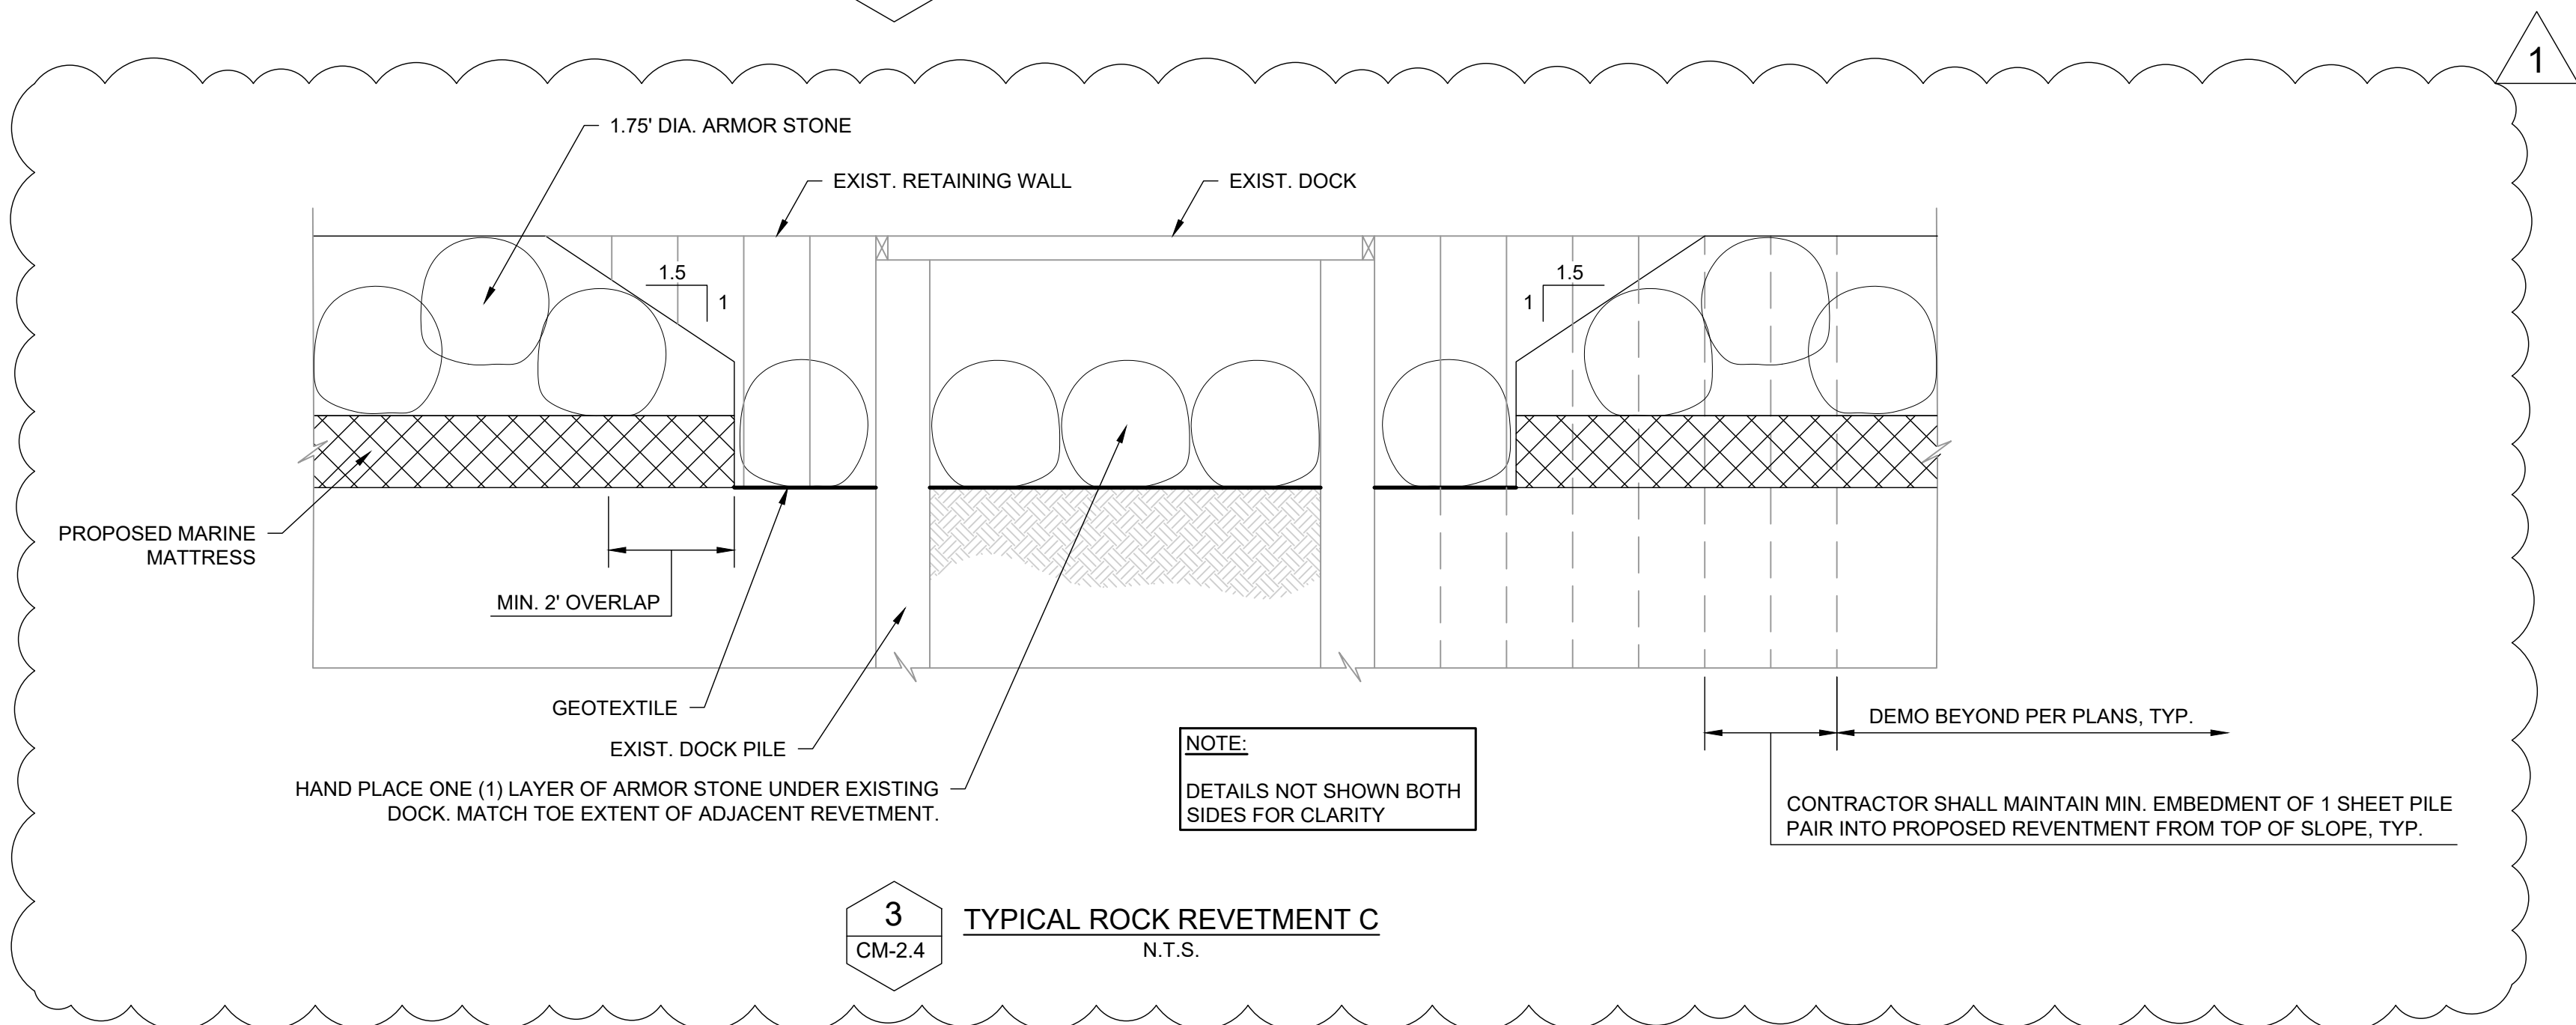 1
1.75' DIA. ARMOR STONE
EXIST. RETAINING WALL
EXIST. DOCK
1.5
1
1.5
1
PROPOSED MARINE
MATTRESS
MIN. 2' OVERLAP
GEOTEXTILE
EXIST. DOCK PILE
HAND PLACE ONE (1) LAYER OF ARMOR STONE UNDER EXISTING
DOCK. MATCH TOE EXTENT OF ADJACENT REVETMENT.
NOTE:
DETAILS NOT SHOWN BOTH
SIDES FOR CLARITY
DEMO BEYOND PER PLANS, TYP.
CONTRACTOR SHALL MAINTAIN MIN. EMBEDMENT OF 1 SHEET PILE
PAIR INTO PROPOSED REVENTMENT FROM TOP OF SLOPE, TYP.
3
CM-2.4
TYPICAL ROCK REVETMENT C
N.T.S.